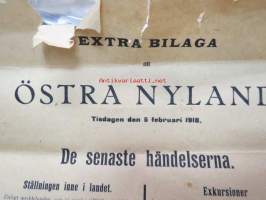 EXTRA BILAGA
till
ÖSTRA NYLAND
Tisdagen den 5 februari 1918.
De senaste händelserna.
Ställningen inne i landet.
Exkursioner
Antikvariaatti.net